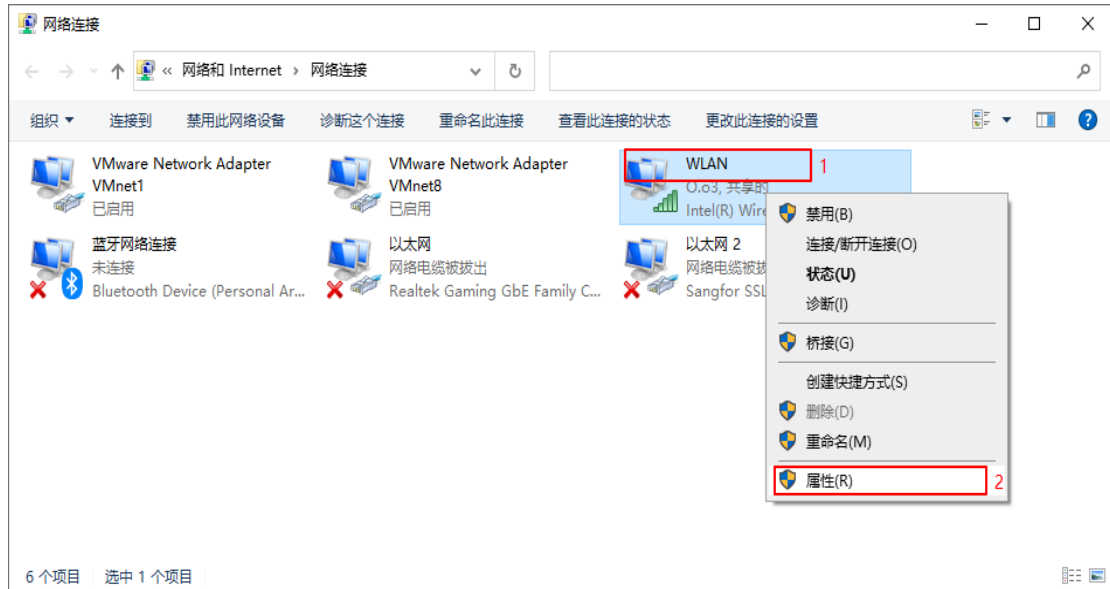 网络连接
« 网络和 Internet › 网络连接
组织 连接到 禁用此网络设备 诊断这个连接 重命名此连接 查看此连接的状态 更改此连接的设置
VMware Network Adapter
VMnet1
已启用
VMware Network Adapter
VMnet8
已启用
WLAN
1
O.o3, 共享的
Intel(R) Wire
蓝牙网络连接
未连接
Bluetooth Device (Personal Ar...
以太网
网络电缆被拔出
Realtek Gaming GbE Family C...
以太网 2
网络电缆被拔
Sangfor SSL
禁用(B)
连接/断开连接(O)
状态(U)
诊断(I)
桥接(G)
创建快捷方式(S)
删除(D)
重命名(M)
属性(R) 2
6 个项目 选中 1 个项目